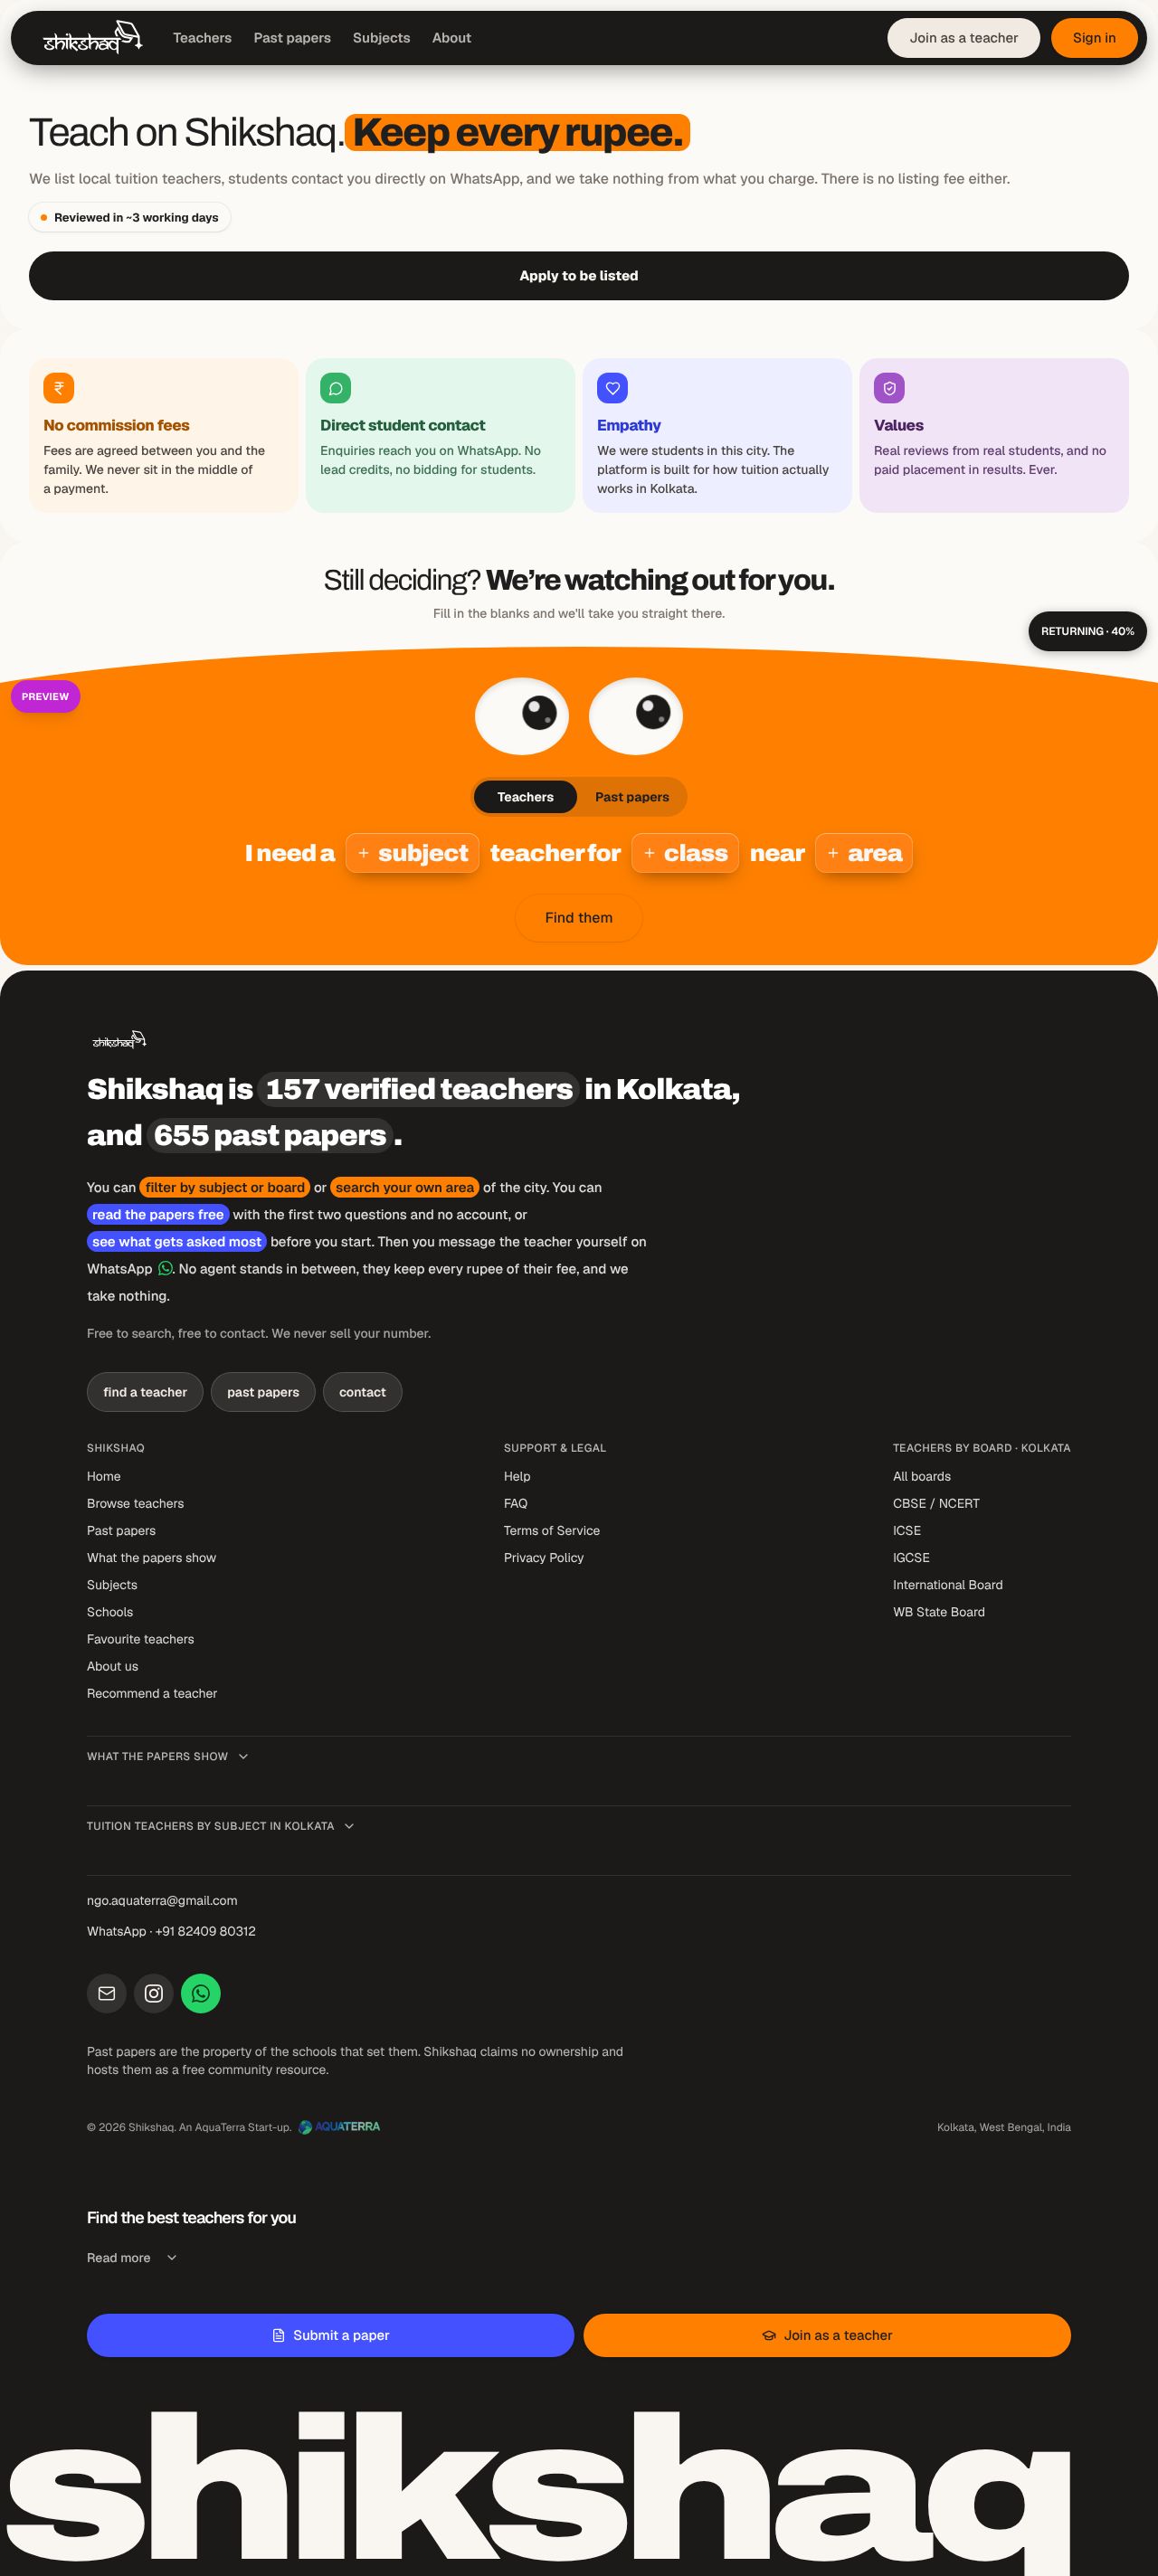 shikshaq
Teachers
Past papers
Subjects
About
Join as a teacher
Sign in
Teach on Shikshaq. Keep every rupee.
We list local tuition teachers, students contact you directly on WhatsApp, and we take nothing from what you charge. There is no listing fee either.
Reviewed in ~3 working days
Apply to be listed
No commission fees
Fees are agreed between you and the
family. We never sit in the middle of
a payment.
Direct student contact
Enquiries reach you on WhatsApp. No
lead credits, no bidding for students.
Empathy
We were students in this city. The
platform is built for how tuition actually
works in Kolkata.
Values
Real reviews from real students, and no
paid placement in results. Ever.
Still deciding? We're watching out for you.
Fill in the blanks and we'll take you straight there.
RETURNING · 40%
PREVIEW
Teachers
Past papers
I need a + subject teacher for + class near + area
Find them
shikshaq
Shikshaq is 157 verified teachers in Kolkata,
and 655 past papers .
You can filter by subject or board or search your own area of the city. You can
read the papers free with the first two questions and no account, or
see what gets asked most before you start. Then you message the teacher yourself on
WhatsApp . No agent stands in between, they keep every rupee of their fee, and we
take nothing.
Free to search, free to contact. We never sell your number.
find a teacher
past papers
contact
SHIKSHAQ
Home
Browse teachers
Past papers
What the papers show
Subjects
Schools
Favourite teachers
About us
Recommend a teacher
SUPPORT & LEGAL
Help
FAQ
Terms of Service
Privacy Policy
TEACHERS BY BOARD · KOLKATA
All boards
CBSE / NCERT
ICSE
IGCSE
International Board
WB State Board
WHAT THE PAPERS SHOW
TUITION TEACHERS BY SUBJECT IN KOLKATA
ngo.aquaterra@gmail.com
WhatsApp · +91 82409 80312
Past papers are the property of the schools that set them. Shikshaq claims no ownership and
hosts them as a free community resource.
© 2026 Shikshaq. An AquaTerra Start-up. AQUATERRA
Kolkata, West Bengal, India
Find the best teachers for you
Read more
Submit a paper
Join as a teacher
shikshaq